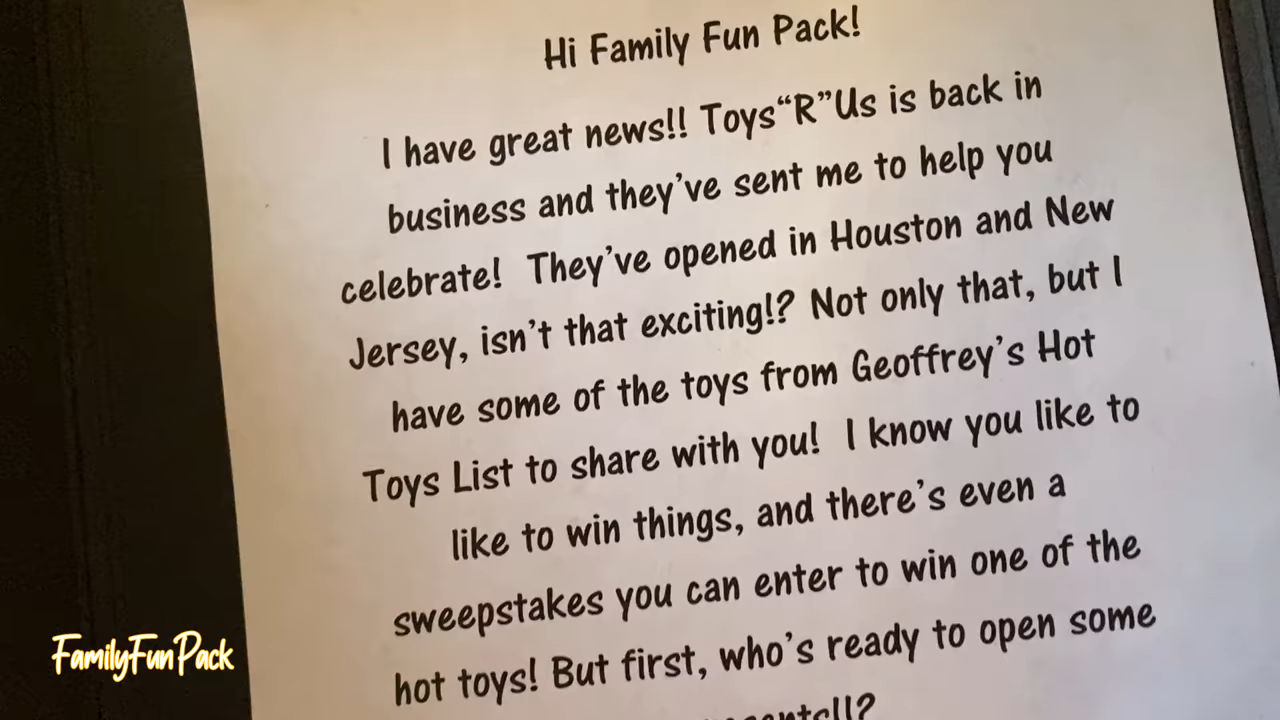 Hi Family Fun Pack!
I have great news!! Toys“R”Us is back in
business and they’ve sent me to help you
celebrate! They’ve opened in Houston and New
Jersey, isn’t that exciting!? Not only that, but I
have some of the toys from Geoffrey’s Hot
Toys List to share with you! I know you like to
like to win things, and there’s even a
sweepstakes you can enter to win one of the
hot toys! But first, who’s ready to open some
FamilyFunPack